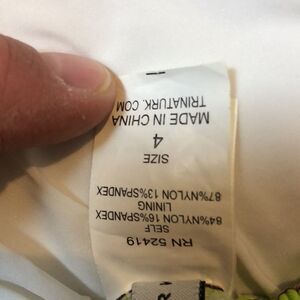 RN 52419
SELF
84%NYLON 16%SPANDEX
LINING
87%NYLON 13%SPANDEX
SIZE
4
MADE IN CHINA
TRINATURK. COM